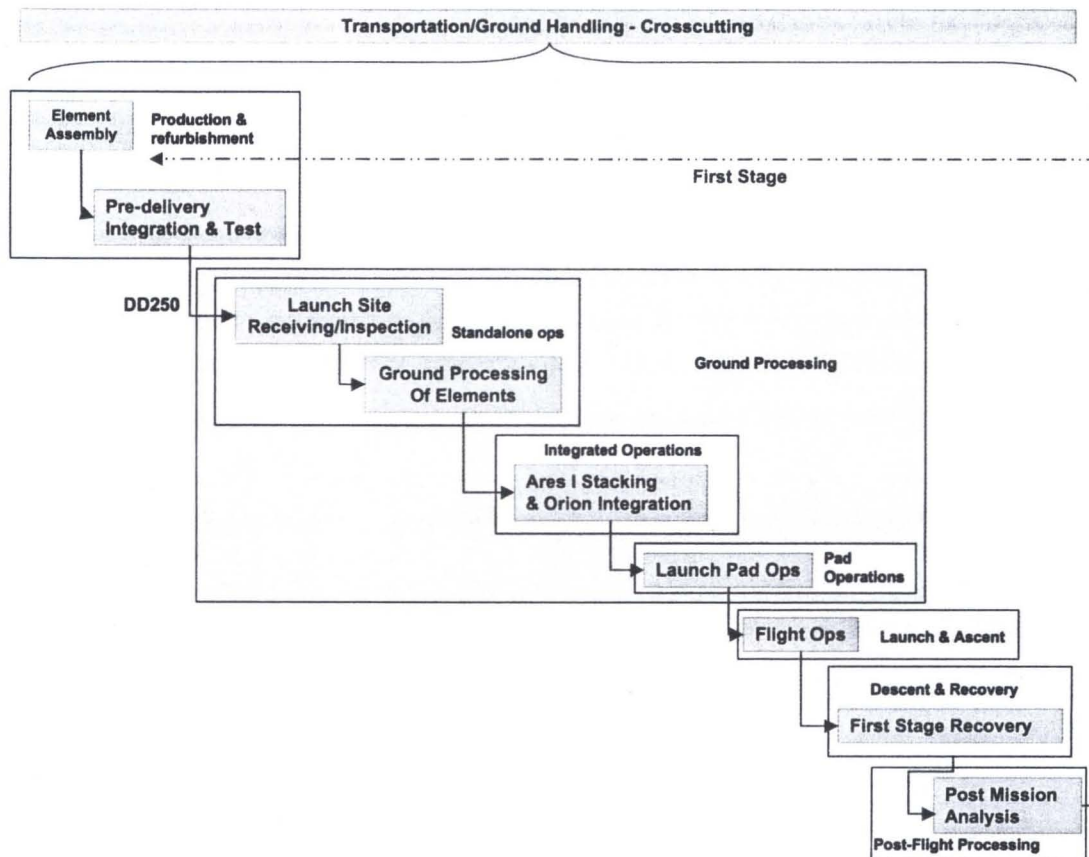 Transportation/Ground Handling - Crosscutting
Element
Assembly
Production &
refurbishment
First Stage
Pre-delivery
Integration & Test
DD250
Launch Site
Receiving/Inspection
Standalone ops
Ground Processing
Ground Processing
Of Elements
Integrated Operations
Ares I Stacking
& Orion Integration
Launch Pad Ops
Pad
Operations
Flight Ops
Launch & Ascent
Descent & Recovery
First Stage Recovery
Post Mission
Analysis
Post-Flight Processing